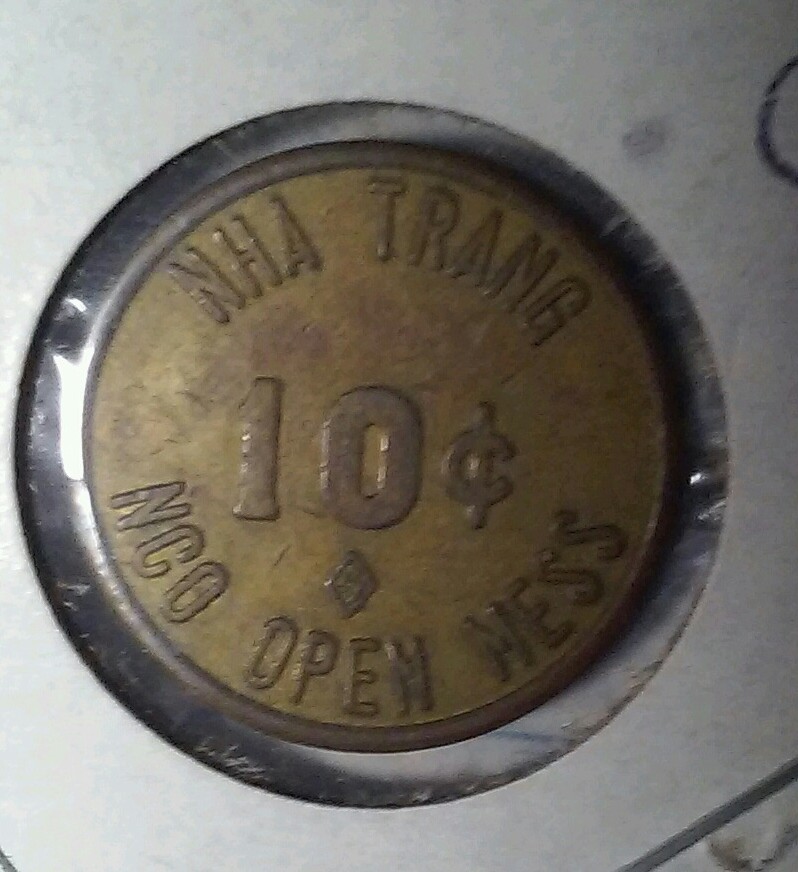 NHA TRANG
10¢
NCO OPEN MESS